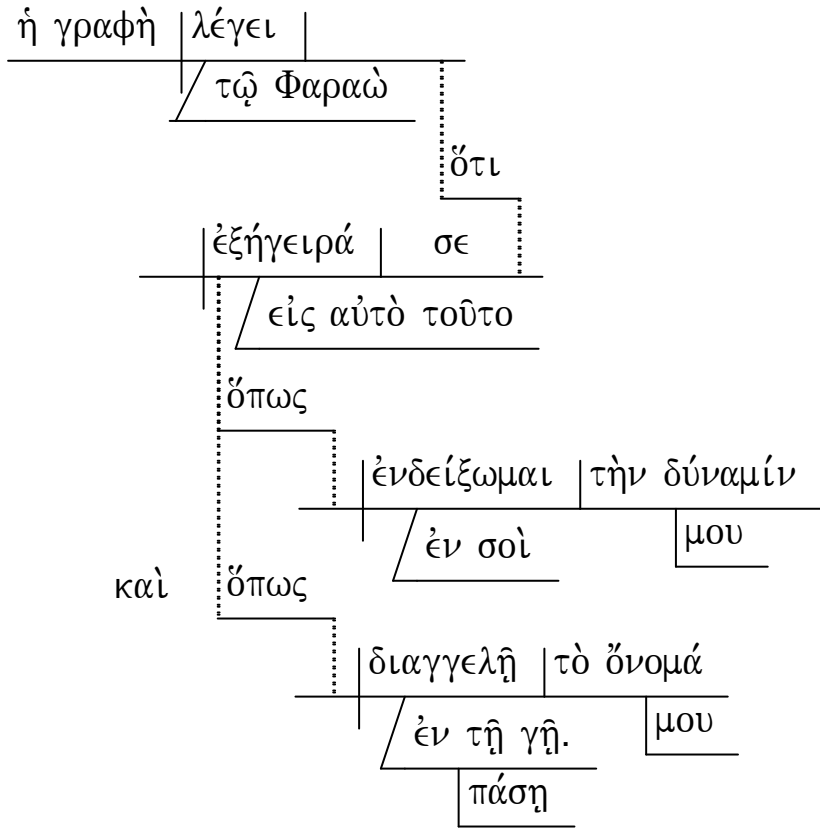 ἡ γραφὴ λέγει
τῷ Φαραὼ
ὅτι
ἐξήγειρά σε
εἰς αὐτὸ τοῦτο
ὅπως
ἐνδείξωμαι τὴν δύναμίν
ἐν σοὶ μου
καὶ ὅπως
διαγγελῇ τὸ ὄνομά
ἐν τῇ γῇ. μου
πάσῃ